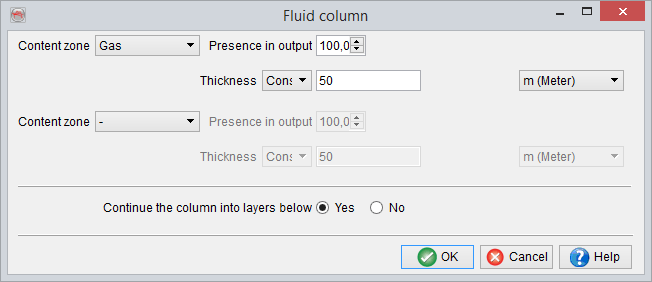 Fluid column
Content zone Gas Presence in output 100,0
Thickness Cons 50 m (Meter)
Content zone - Presence in output 100,0
Thickness Cons 50 m (Meter)
Continue the column into layers below Yes No
OK Cancel ? Help